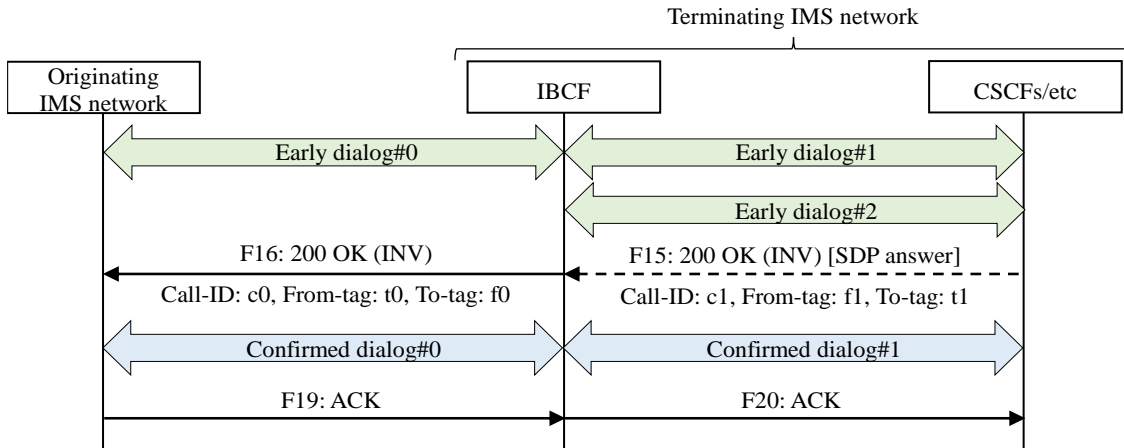 Terminating IMS network
Originating
IMS network
IBCF
CSCFs/etc
Early dialog#0
Early dialog#1
Early dialog#2
F16: 200 OK (INV)
F15: 200 OK (INV) [SDP answer]
Call-ID: c0, From-tag: t0, To-tag: f0
Call-ID: c1, From-tag: f1, To-tag: t1
Confirmed dialog#0
Confirmed dialog#1
F19: ACK
F20: ACK